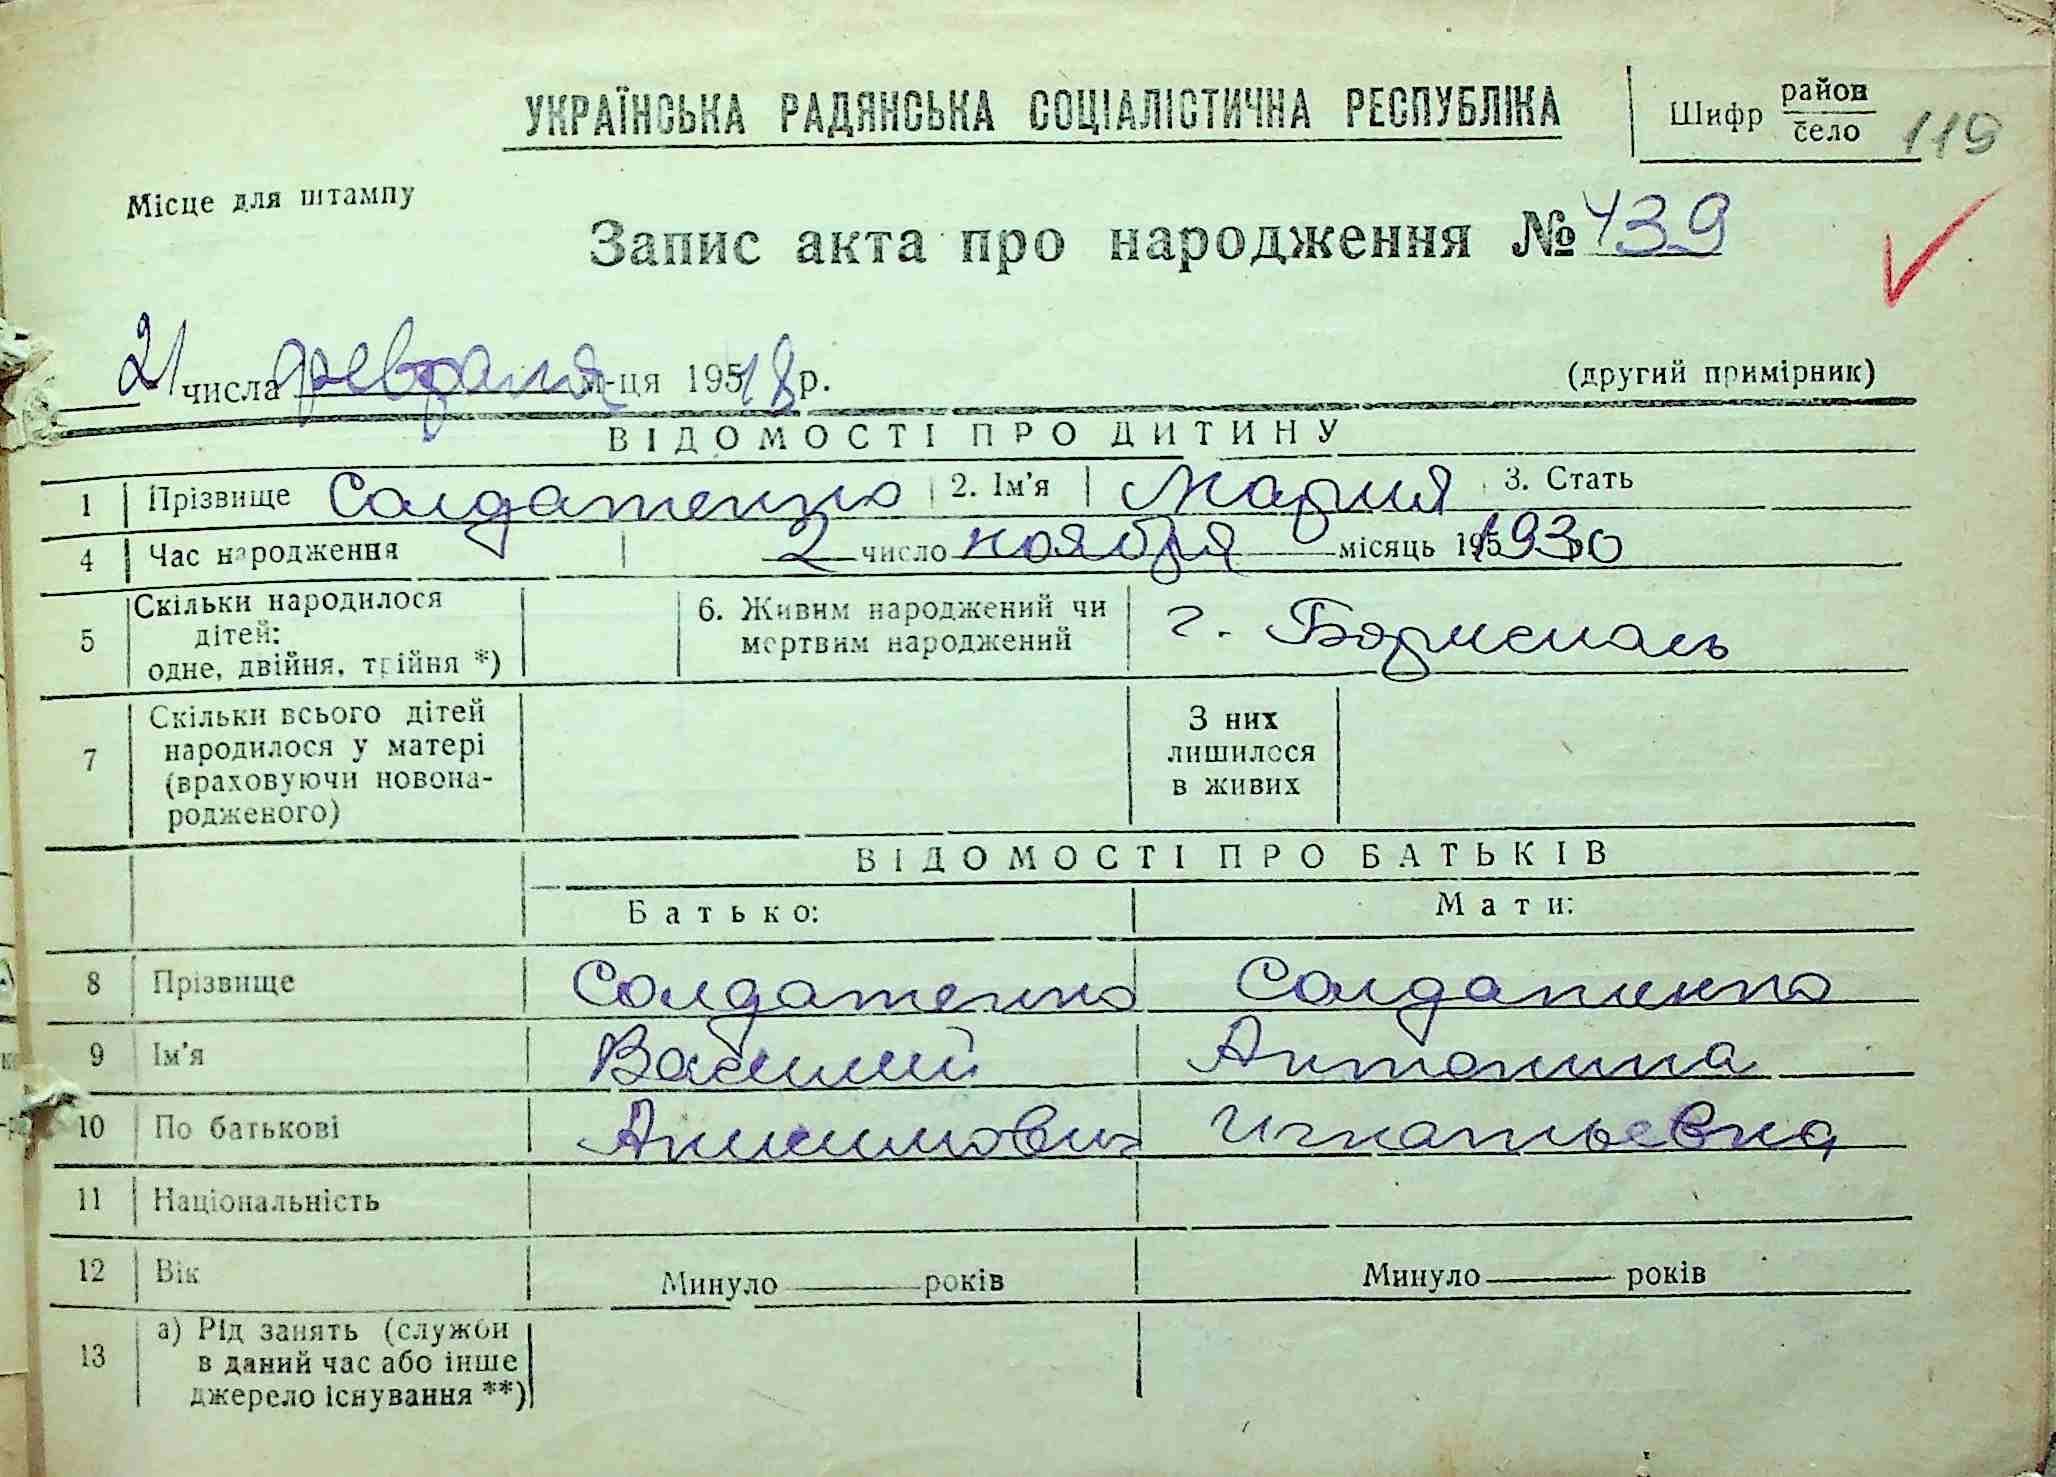 УКРАЇНСЬКА РАДЯНСЬКА СОЦІАЛІСТИЧНА РЕСПУБЛІКА
Шифр район село 119
Місце для штампу
Запис акта про народження № 439
21 числа февраля м-ця 195 р.
(другий примірник)
ВІДОМОСТІ ПРО ДИТИНУ
1 Прізвище Солдатенко 2. Ім'я Мария 3. Стать
4 Час народження 2 число ноября місяць 1930
5 Скільки народилося дітей: одне, двійня, трійня *) 6. Живим народжений чи мертвим народжений г. Борисполь
7 Скільки всього дітей народилося у матері (враховуючи новонародженого) З них лишилося в живих
ВІДОМОСТІ ПРО БАТЬКІВ
Батько: Мати:
8 Прізвище Солдатенко Солдатенко
9 Ім'я Василий Антонина
10 По батькові Анисимович Игнатьевна
11 Національність
12 Вік Минуло років Минуло років
13 а) Рід занять (служби
в даний час або інше
джерело існування **)